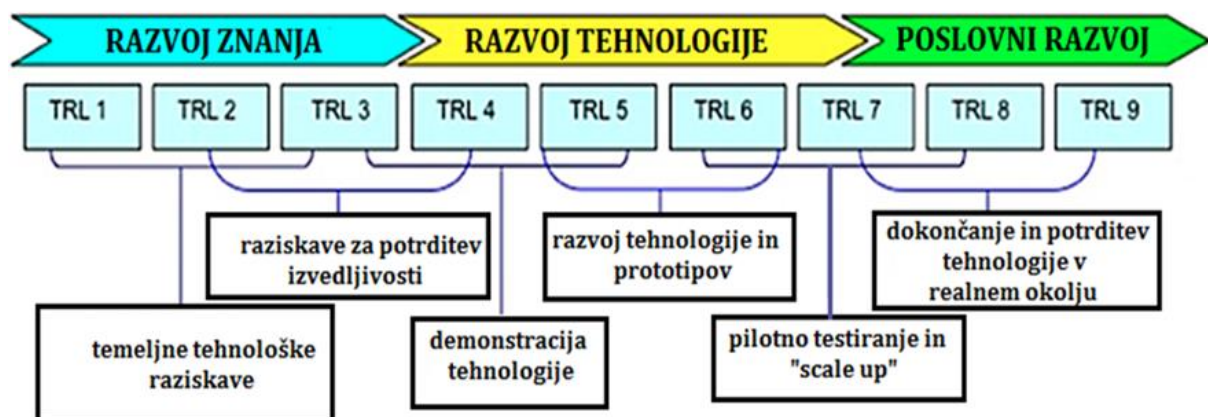 RAZVOJ ZNANJA
RAZVOJ TEHNOLOGIJE
POSLOVNI RAZVOJ
TRL 1
TRL 2
TRL 3
TRL 4
TRL 5
TRL 6
TRL 7
TRL 8
TRL 9
raziskave za potrditev
izvedljivosti
razvoj tehnologije in
prototipov
dokončanje in potrditev
tehnologije v
realnem okolju
temeljne tehnološke
raziskave
demonstracija
tehnologije
pilotno testiranje in
"scale up"